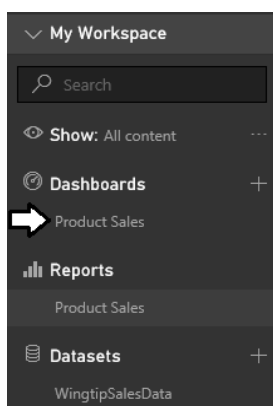 My Workspace
Search
Show: All content
Dashboards
Product Sales
Reports
Product Sales
Datasets
WingtipSalesData